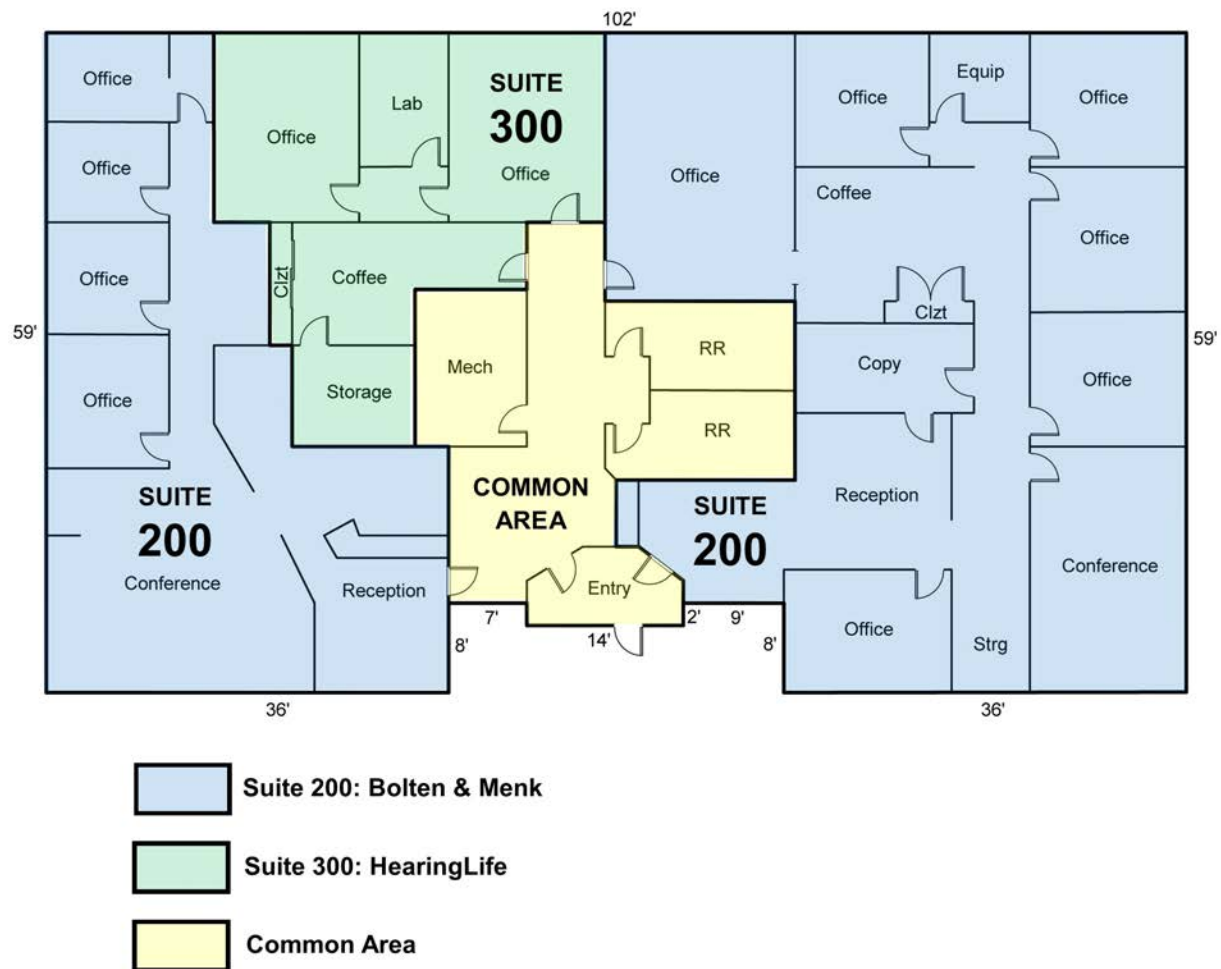 102'
Office
Office
Office
Office
59'
SUITE
200
Conference
Reception
36'
Office
Lab
SUITE
300
Office
Clzt
Coffee
Storage
Mech
RR
RR
COMMON
AREA
Entry
7'
8'
14'
2'
9'
8'
Office
Office
Equip
Office
Coffee
Office
Clzt
Copy
Office
59'
SUITE
200
Reception
Conference
Office
Strg
36'
Suite 200: Bolten & Menk
Suite 300: HearingLife
Common Area